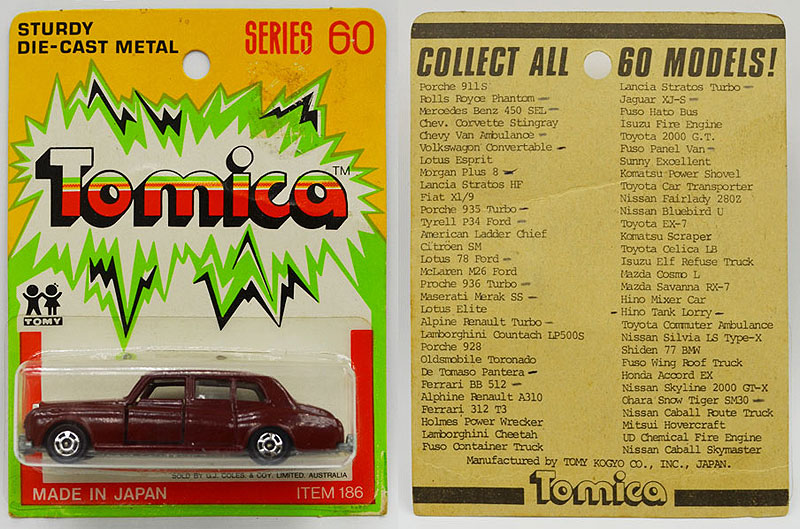 STURDY
DIE-CAST METAL
SERIES 60
Tomica™
TOMY
SOLD BY G.J. COLES & COY. LIMITED. AUSTRALIA
MADE IN JAPAN
ITEM 186
COLLECT ALL 60 MODELS!
Porche 911S
Rolls Royce Phantom
Mercedes Benz 450 SEL
Chev. Corvette Stingray
Chevy Van Ambulance
Volkswagon Convertable
Lotus Esprit
Morgan Plus 8
Lancia Stratos HF
Fiat X1/9
Porche 935 Turbo
Tyrell P34 Ford
American Ladder Chief
Citröen SM
Lotus 78 Ford
McLaren M26 Ford
Proche 936 Turbo
Maserati Merak SS
Lotus Elite
Alpine Renault Turbo
Lamborghini Countach LP500S
Porche 928
Oldsmobile Toronado
De Tomaso Pantera
Ferrari BB 512
Alphine Renault A310
Ferrari 312 T3
Holmes Power Wrecker
Lamborghini Cheetah
Fuso Container Truck
Lancia Stratos Turbo
Jaguar XJ-S
Fuso Hato Bus
Isuzu Fire Engine
Toyota 2000 G.T.
Fuso Panel Van
Sunny Excellent
Komatsu Power Shovel
Toyota Car Transporter
Nissan Fairlady 280Z
Nissan Bluebird U
Toyota EX-7
Komatsu Scraper
Toyota Celica LB
Isuzu Elf Refuse Truck
Mazda Cosmo L
Mazda Savanna RX-7
Hino Mixer Car
Hino Tank Lorry
Toyota Commuter Ambulance
Nissan Silvia LS Type-X
Shiden 77 BMW
Fuso Wing Roof Truck
Honda Accord EX
Nissan Skyline 2000 GT-X
Ohara Snow Tiger SM30
Nissan Caball Route Truck
Mitsui Hovercraft
UD Chemical Fire Engine
Nissan Caball Skymaster
Manufactured by TOMY KOGYO CO., INC., JAPAN.
Tomica